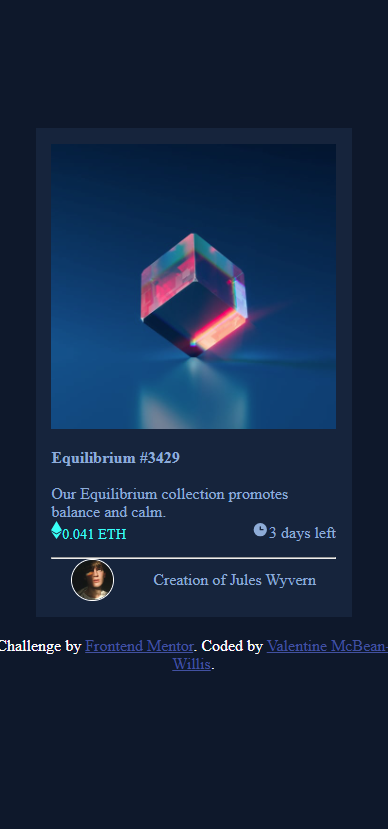 Equilibrium #3429
Our Equilibrium collection promotes
balance and calm.
0.041 ETH
3 days left
Creation of Jules Wyvern
Challenge by Frontend Mentor. Coded by Valentine McBean-
Willis.